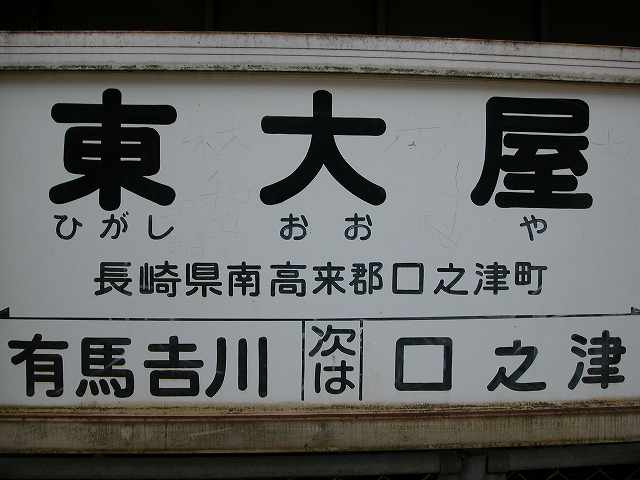 東大屋
ひがし おお や
長崎県南高来郡口之津町
有馬𠮷川 次は 口之津